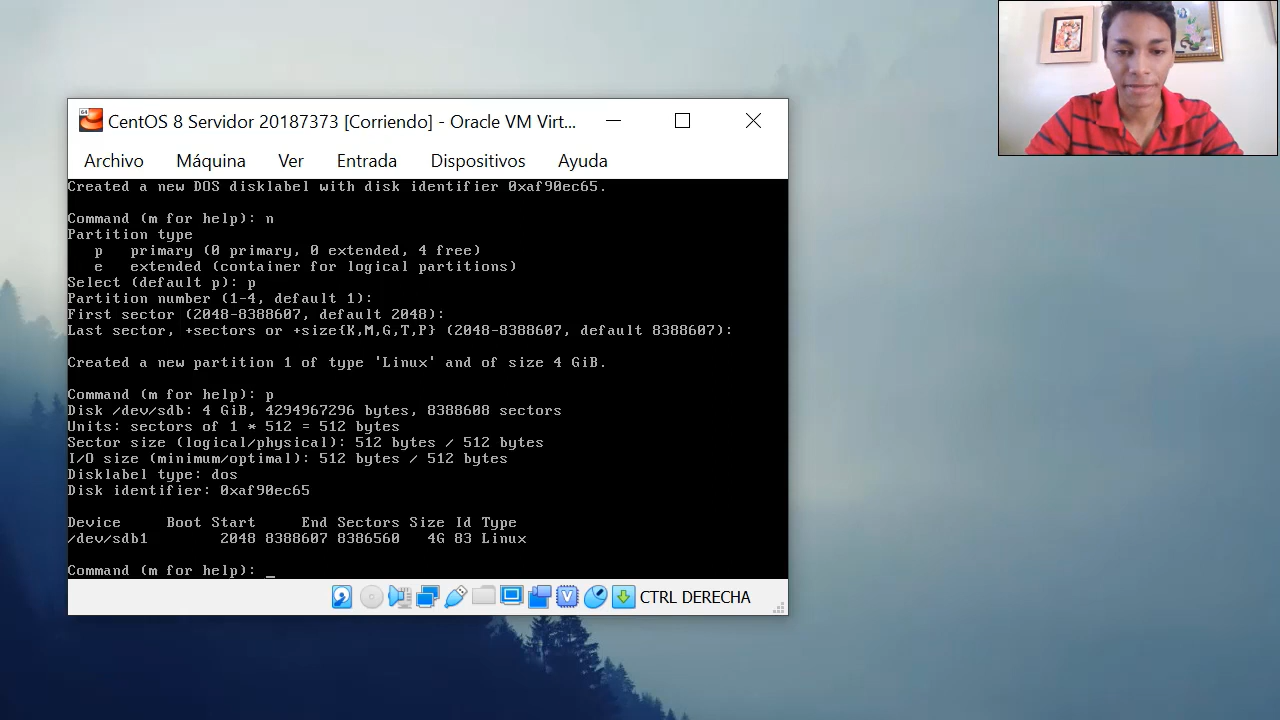 CentOS 8 Servidor 20187373 [Corriendo] - Oracle VM Virt...
Archivo Máquina Ver Entrada Dispositivos Ayuda
Created a new DOS disklabel with disk identifier 0xaf90ec65.
Command (m for help): n
Partition type
p primary (0 primary, 0 extended, 4 free)
e extended (container for logical partitions)
Select (default p): p
Partition number (1-4, default 1):
First sector (2048-8388607, default 2048):
Last sector, +sectors or +size{K,M,G,T,P} (2048-8388607, default 8388607):
Created a new partition 1 of type 'Linux' and of size 4 GiB.
Command (m for help): p
Disk /dev/sdb: 4 GiB, 4294967296 bytes, 8388608 sectors
Units: sectors of 1 * 512 = 512 bytes
Sector size (logical/physical): 512 bytes / 512 bytes
I/O size (minimum/optimal): 512 bytes / 512 bytes
Disklabel type: dos
Disk identifier: 0xaf90ec65
Device Boot Start End Sectors Size Id Type
/dev/sdb1 2048 8388607 8386560 4G 83 Linux
Command (m for help): _
CTRL DERECHA